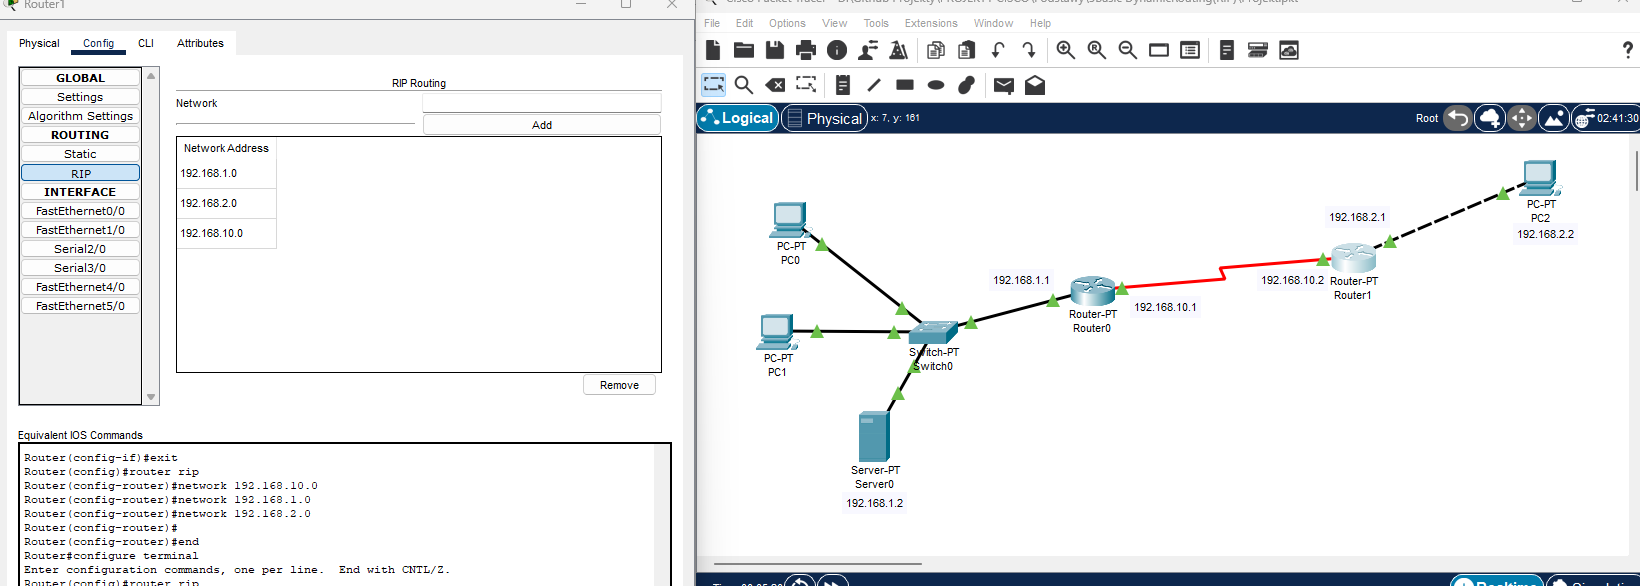 Router1
Physical
Config
CLI
Attributes
GLOBAL
Settings
Algorithm Settings
ROUTING
Static
RIP
INTERFACE
FastEthernet0/0
FastEthernet1/0
Serial2/0
Serial3/0
FastEthernet4/0
FastEthernet5/0
RIP Routing
Network
Add
Network Address
192.168.1.0
192.168.2.0
192.168.10.0
Remove
Equivalent IOS Commands
Router(config-if)#exit
Router(config)#router rip
Router(config-router)#network 192.168.10.0
Router(config-router)#network 192.168.1.0
Router(config-router)#network 192.168.2.0
Router(config-router)#
Router(config-router)#end
Router#configure terminal
Enter configuration commands, one per line.  End with CNTL/Z.
Router(config)#router rip
File
Edit
Options
View
Tools
Extensions
Window
Help
?
Logical
Physical
x: 7, y: 161
Root
02:41:30
PC-PT
PC0
PC-PT
PC1
Switch-PT
Switch0
Server-PT
Server0
192.168.1.2
192.168.1.1
Router-PT
Router0
192.168.10.1
192.168.10.2
Router-PT
Router1
192.168.2.1
PC-PT
PC2
192.168.2.2
Realtime